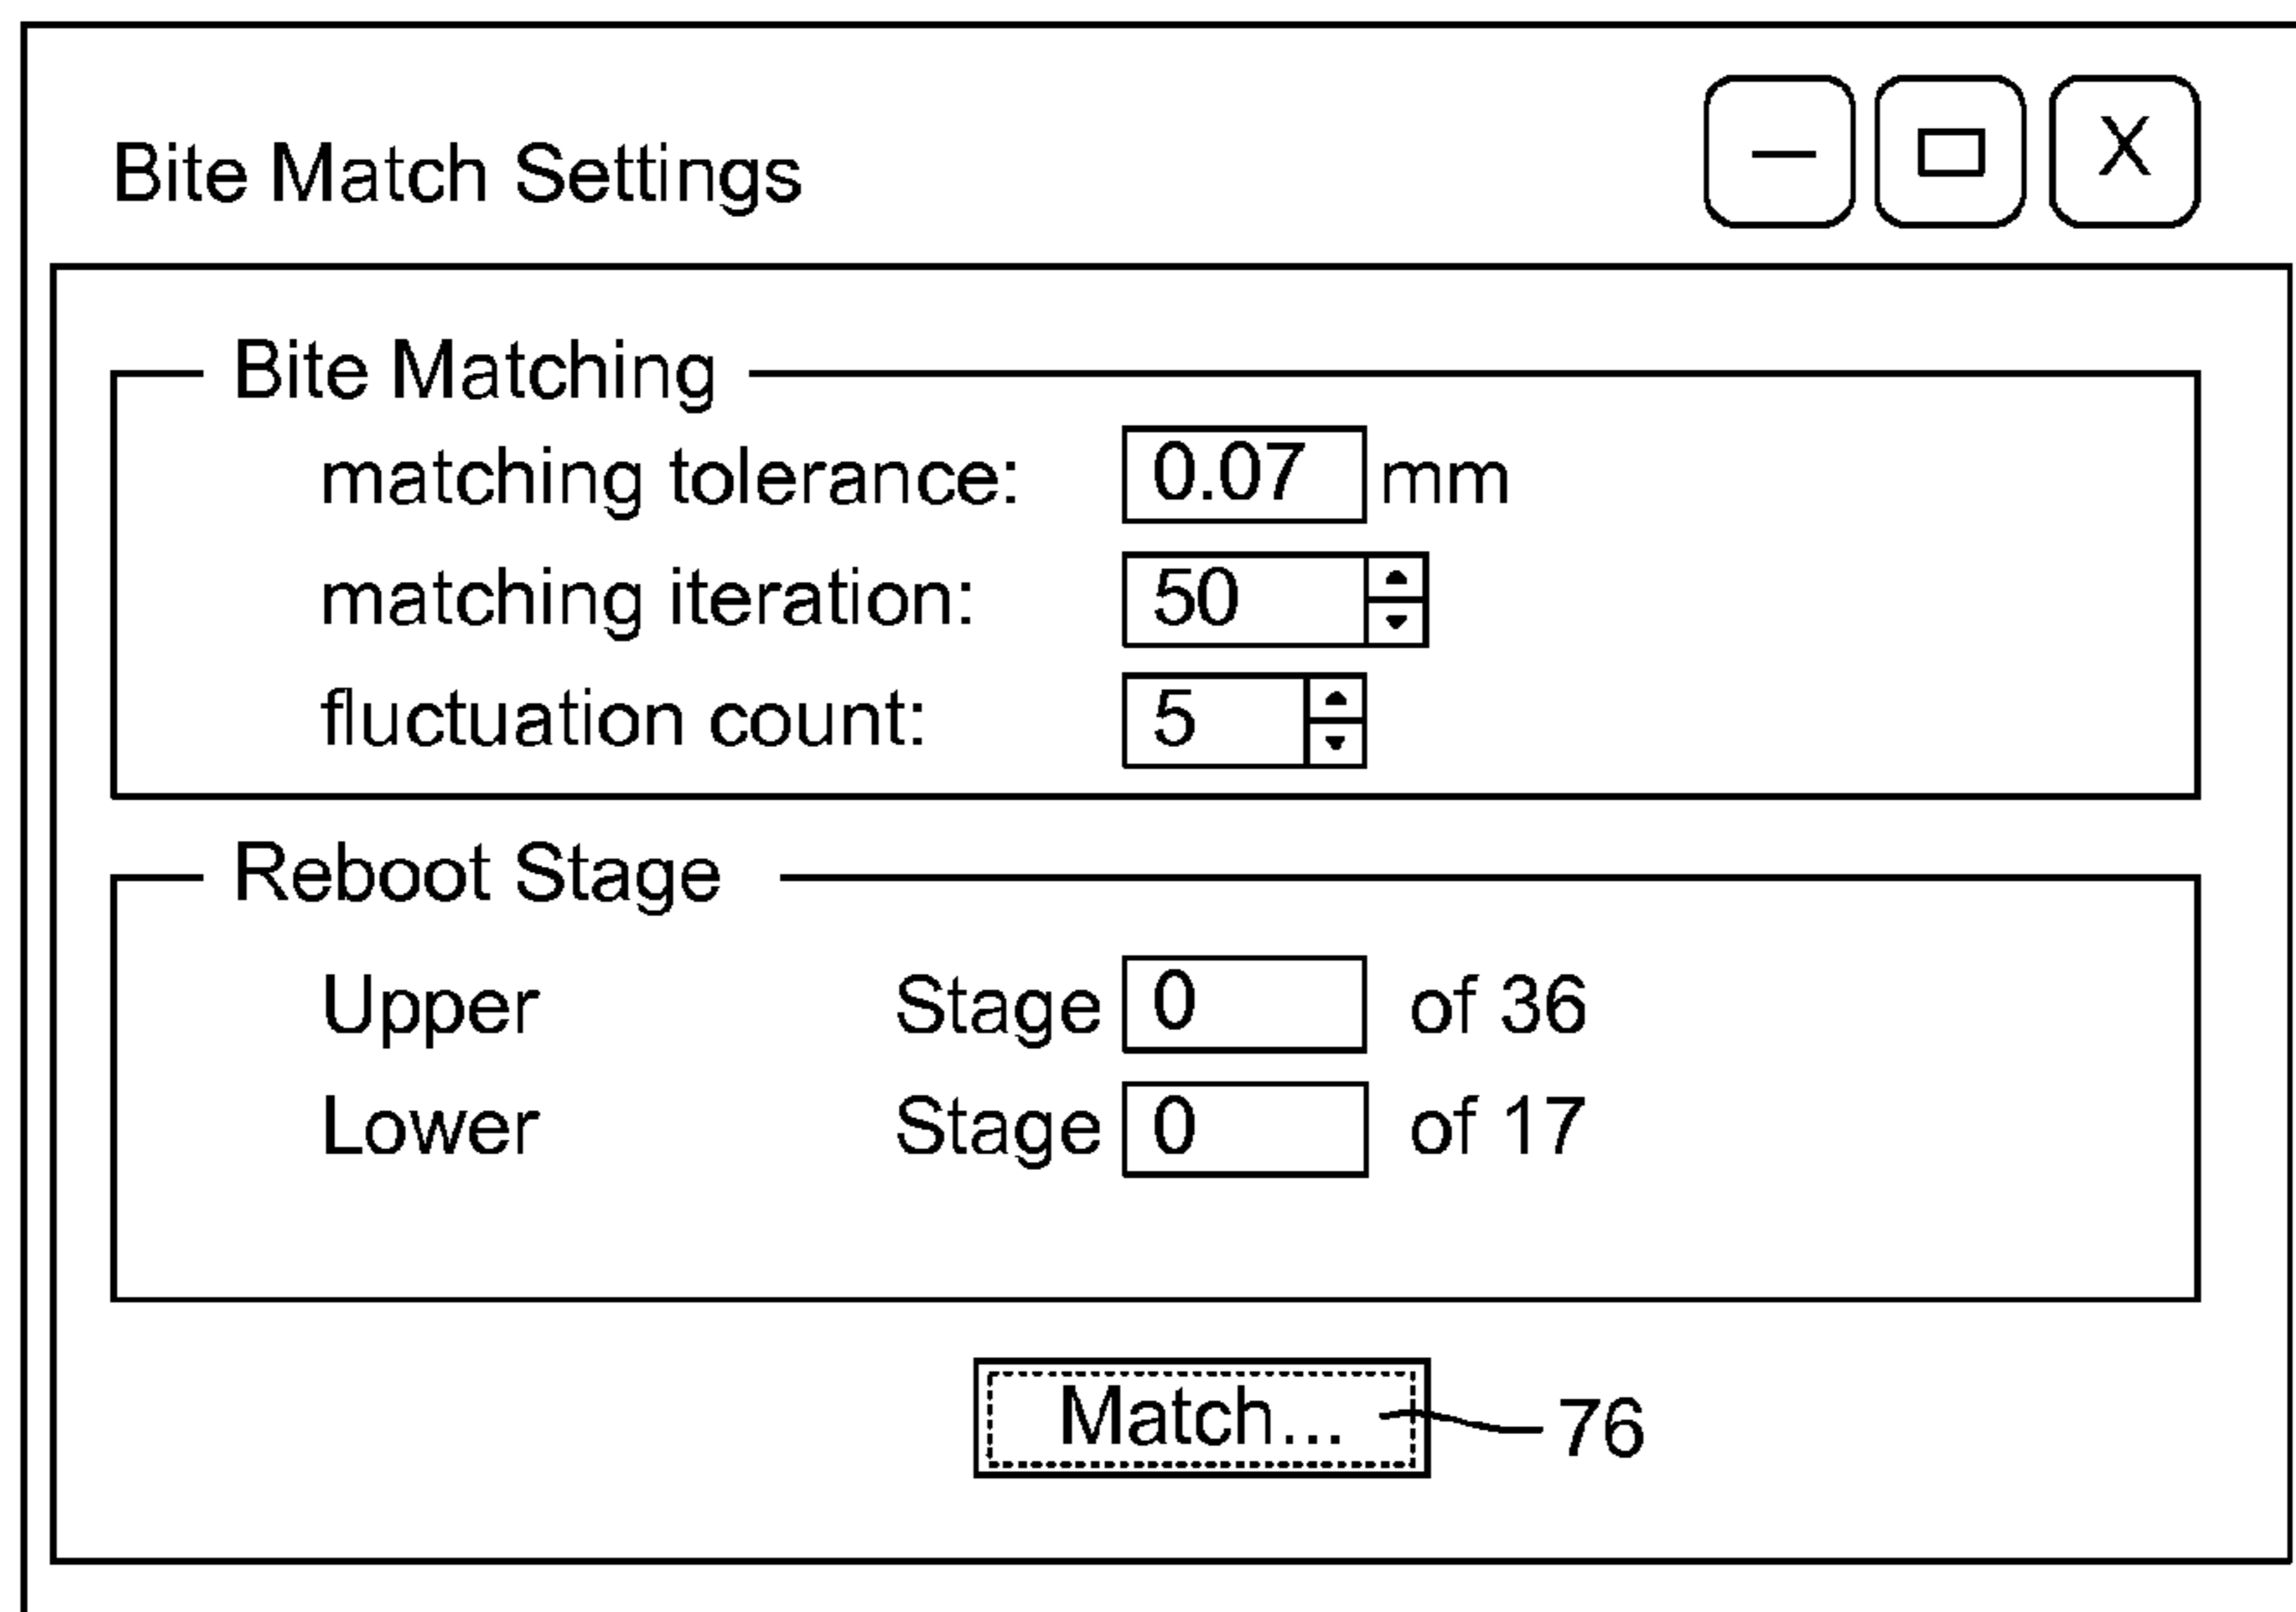 Bite Match Settings
X
Bite Matching
matching tolerance: 0.07 mm
matching iteration: 50
fluctuation count: 5
Reboot Stage
Upper Stage 0 of 36
Lower Stage 0 of 17
Match... 76